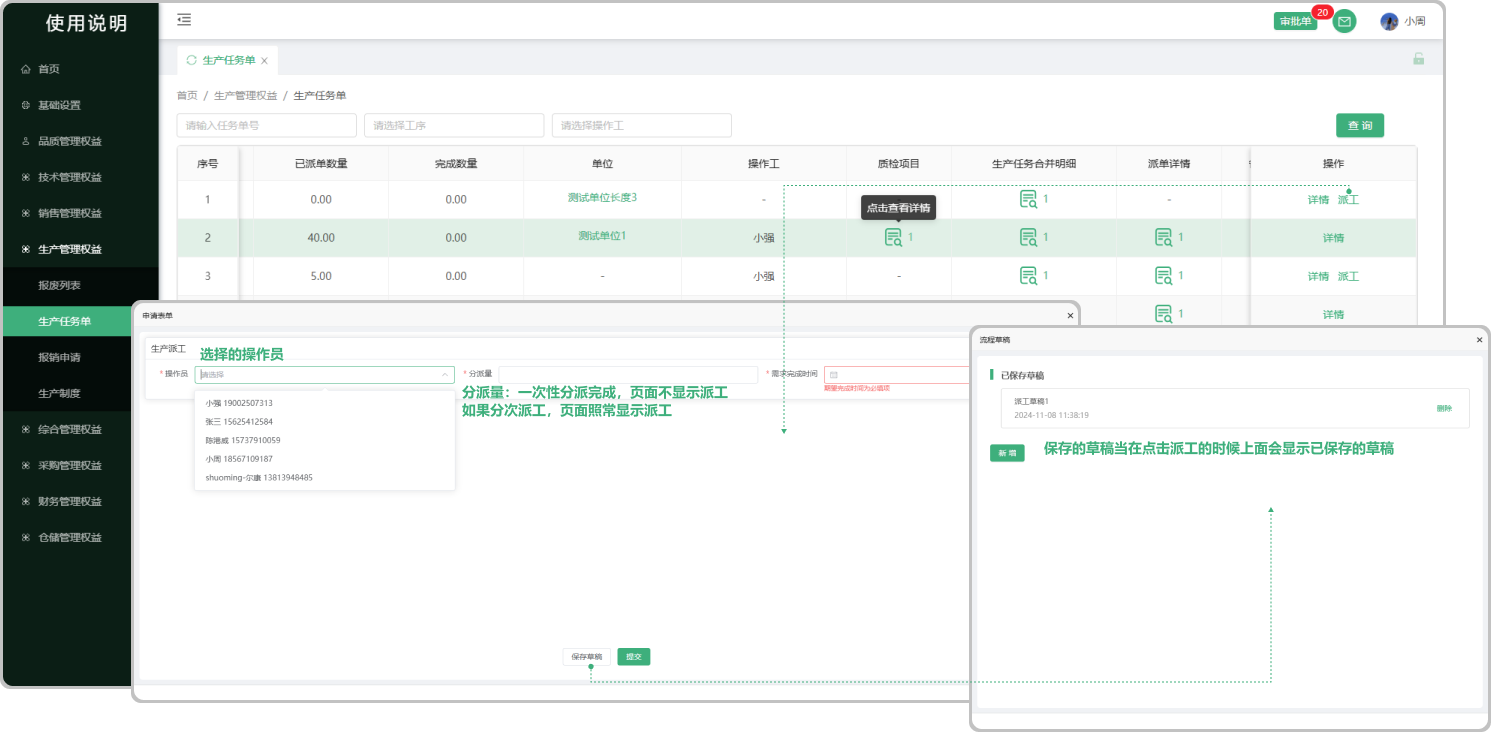 使用说明
首页
基础设置
品质管理权益
技术管理权益
销售管理权益
生产管理权益
报废列表
生产任务单
报销申请
生产制度
综合管理权益
采购管理权益
财务管理权益
仓储管理权益
审批单 20 小周
生产任务单 ×
首页 / 生产管理权益 / 生产任务单
请输入任务单号 请选择工序 请选择操作工 查 询
序号 已派单数量 完成数量 单位 操作工 质检项目 生产任务合并明细 派单详情 操作
1 0.00 0.00 测试单位长度3 - 1 - 详情 派工
点击查看详情
2 40.00 0.00 测试单位1 小强 1 1 1 详情
3 5.00 0.00 - 小强 - 1 1 详情 派工
1 详情
申请表单 ×
生产派工
选择的操作员
* 操作员 请选择 * 分派量 * 需求完成时间
期望完成时间为必填项
分派量：一次性分派完成，页面不显示派工
如果分次派工，页面照常显示派工
小强 19002507313
张三 15625412584
陈港威 15737910059
小周 18567109187
shuoming-尔康 13813948485
保存草稿 提交
流程草稿 ×
已保存草稿
派工草稿1
2024-11-08 11:38:19
删除
新 增
保存的草稿当在点击派工的时候上面会显示已保存的草稿